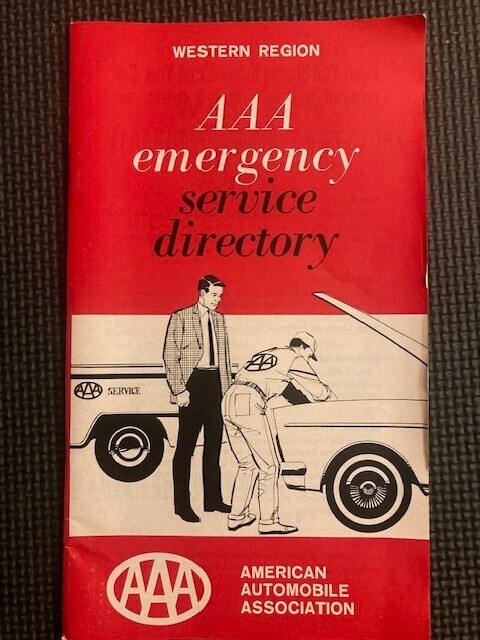 WESTERN REGION
AAA
emergency
service
directory
AAA
AAA SERVICE
AAA
AMERICAN
AUTOMOBILE
ASSOCIATION